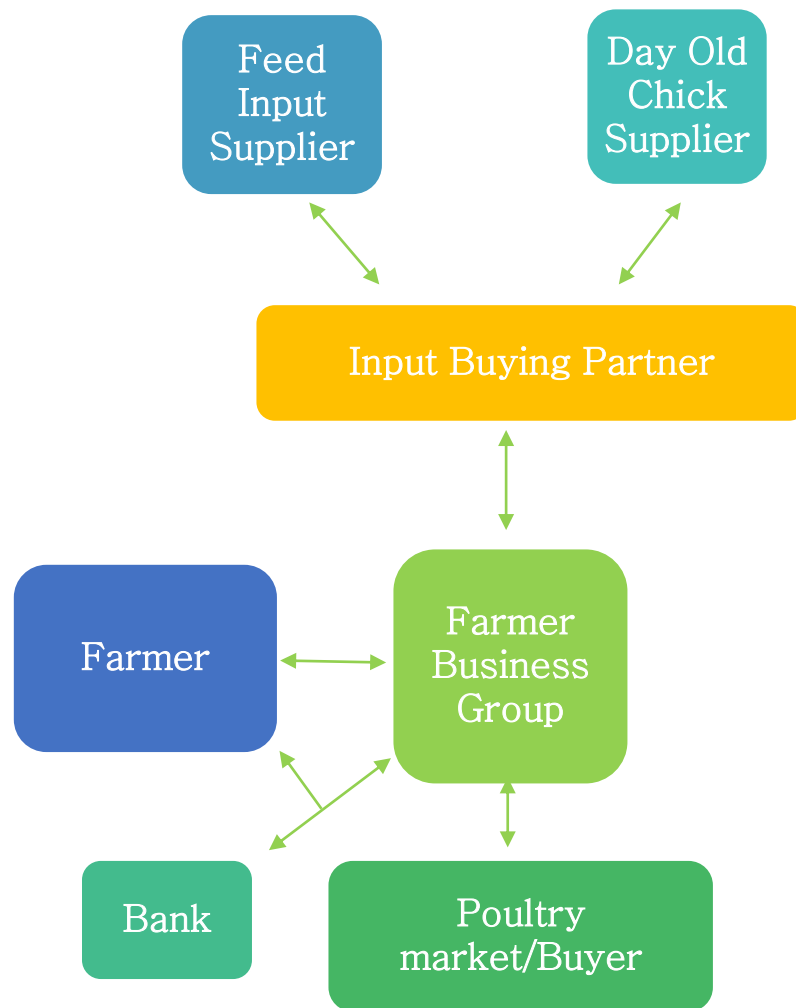 Feed
Input
Supplier
Day Old
Chick
Supplier
Input Buying Partner
Farmer
Farmer
Business
Group
Bank
Poultry
market/Buyer